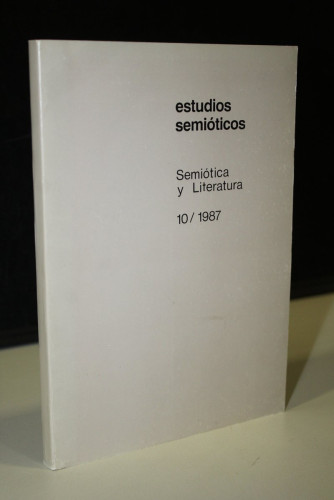 estudios
semióticos
Semiótica
y Literatura
10/1987